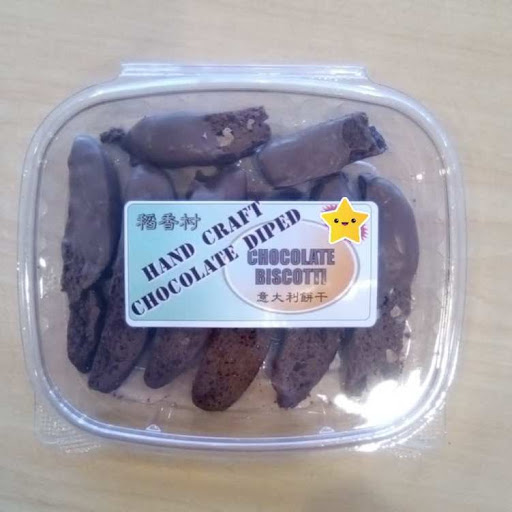 稻香村
HAND CRAFT
CHOCOLATE DIPED
CHOCOLATE
BISCOTTI
意大利餅干